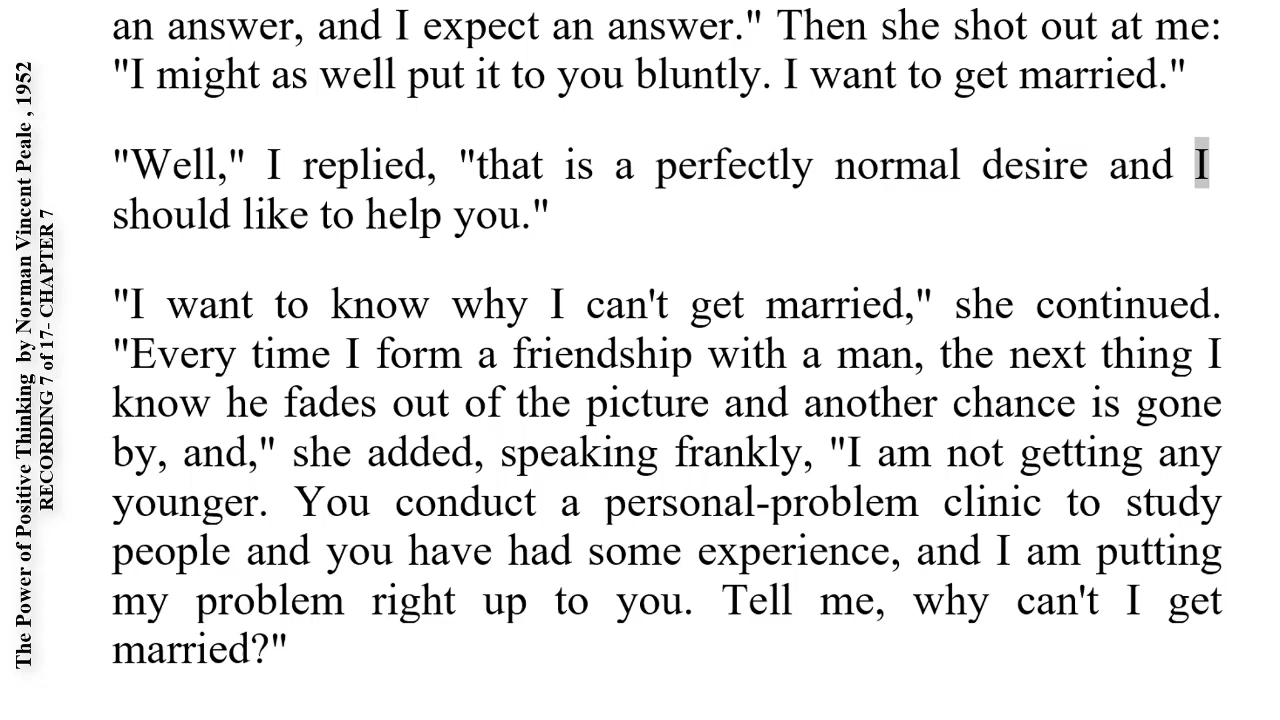 The Power of Positive Thinking by Norman Vincent Peale , 1952
RECORDING 7 of 17- CHAPTER 7
an answer, and I expect an answer." Then she shot out at me:
"I might as well put it to you bluntly. I want to get married."
"Well," I replied, "that is a perfectly normal desire and I
should like to help you."
"I want to know why I can't get married," she continued.
"Every time I form a friendship with a man, the next thing I
know he fades out of the picture and another chance is gone
by, and," she added, speaking frankly, "I am not getting any
younger. You conduct a personal-problem clinic to study
people and you have had some experience, and I am putting
my problem right up to you. Tell me, why can't I get
married?"